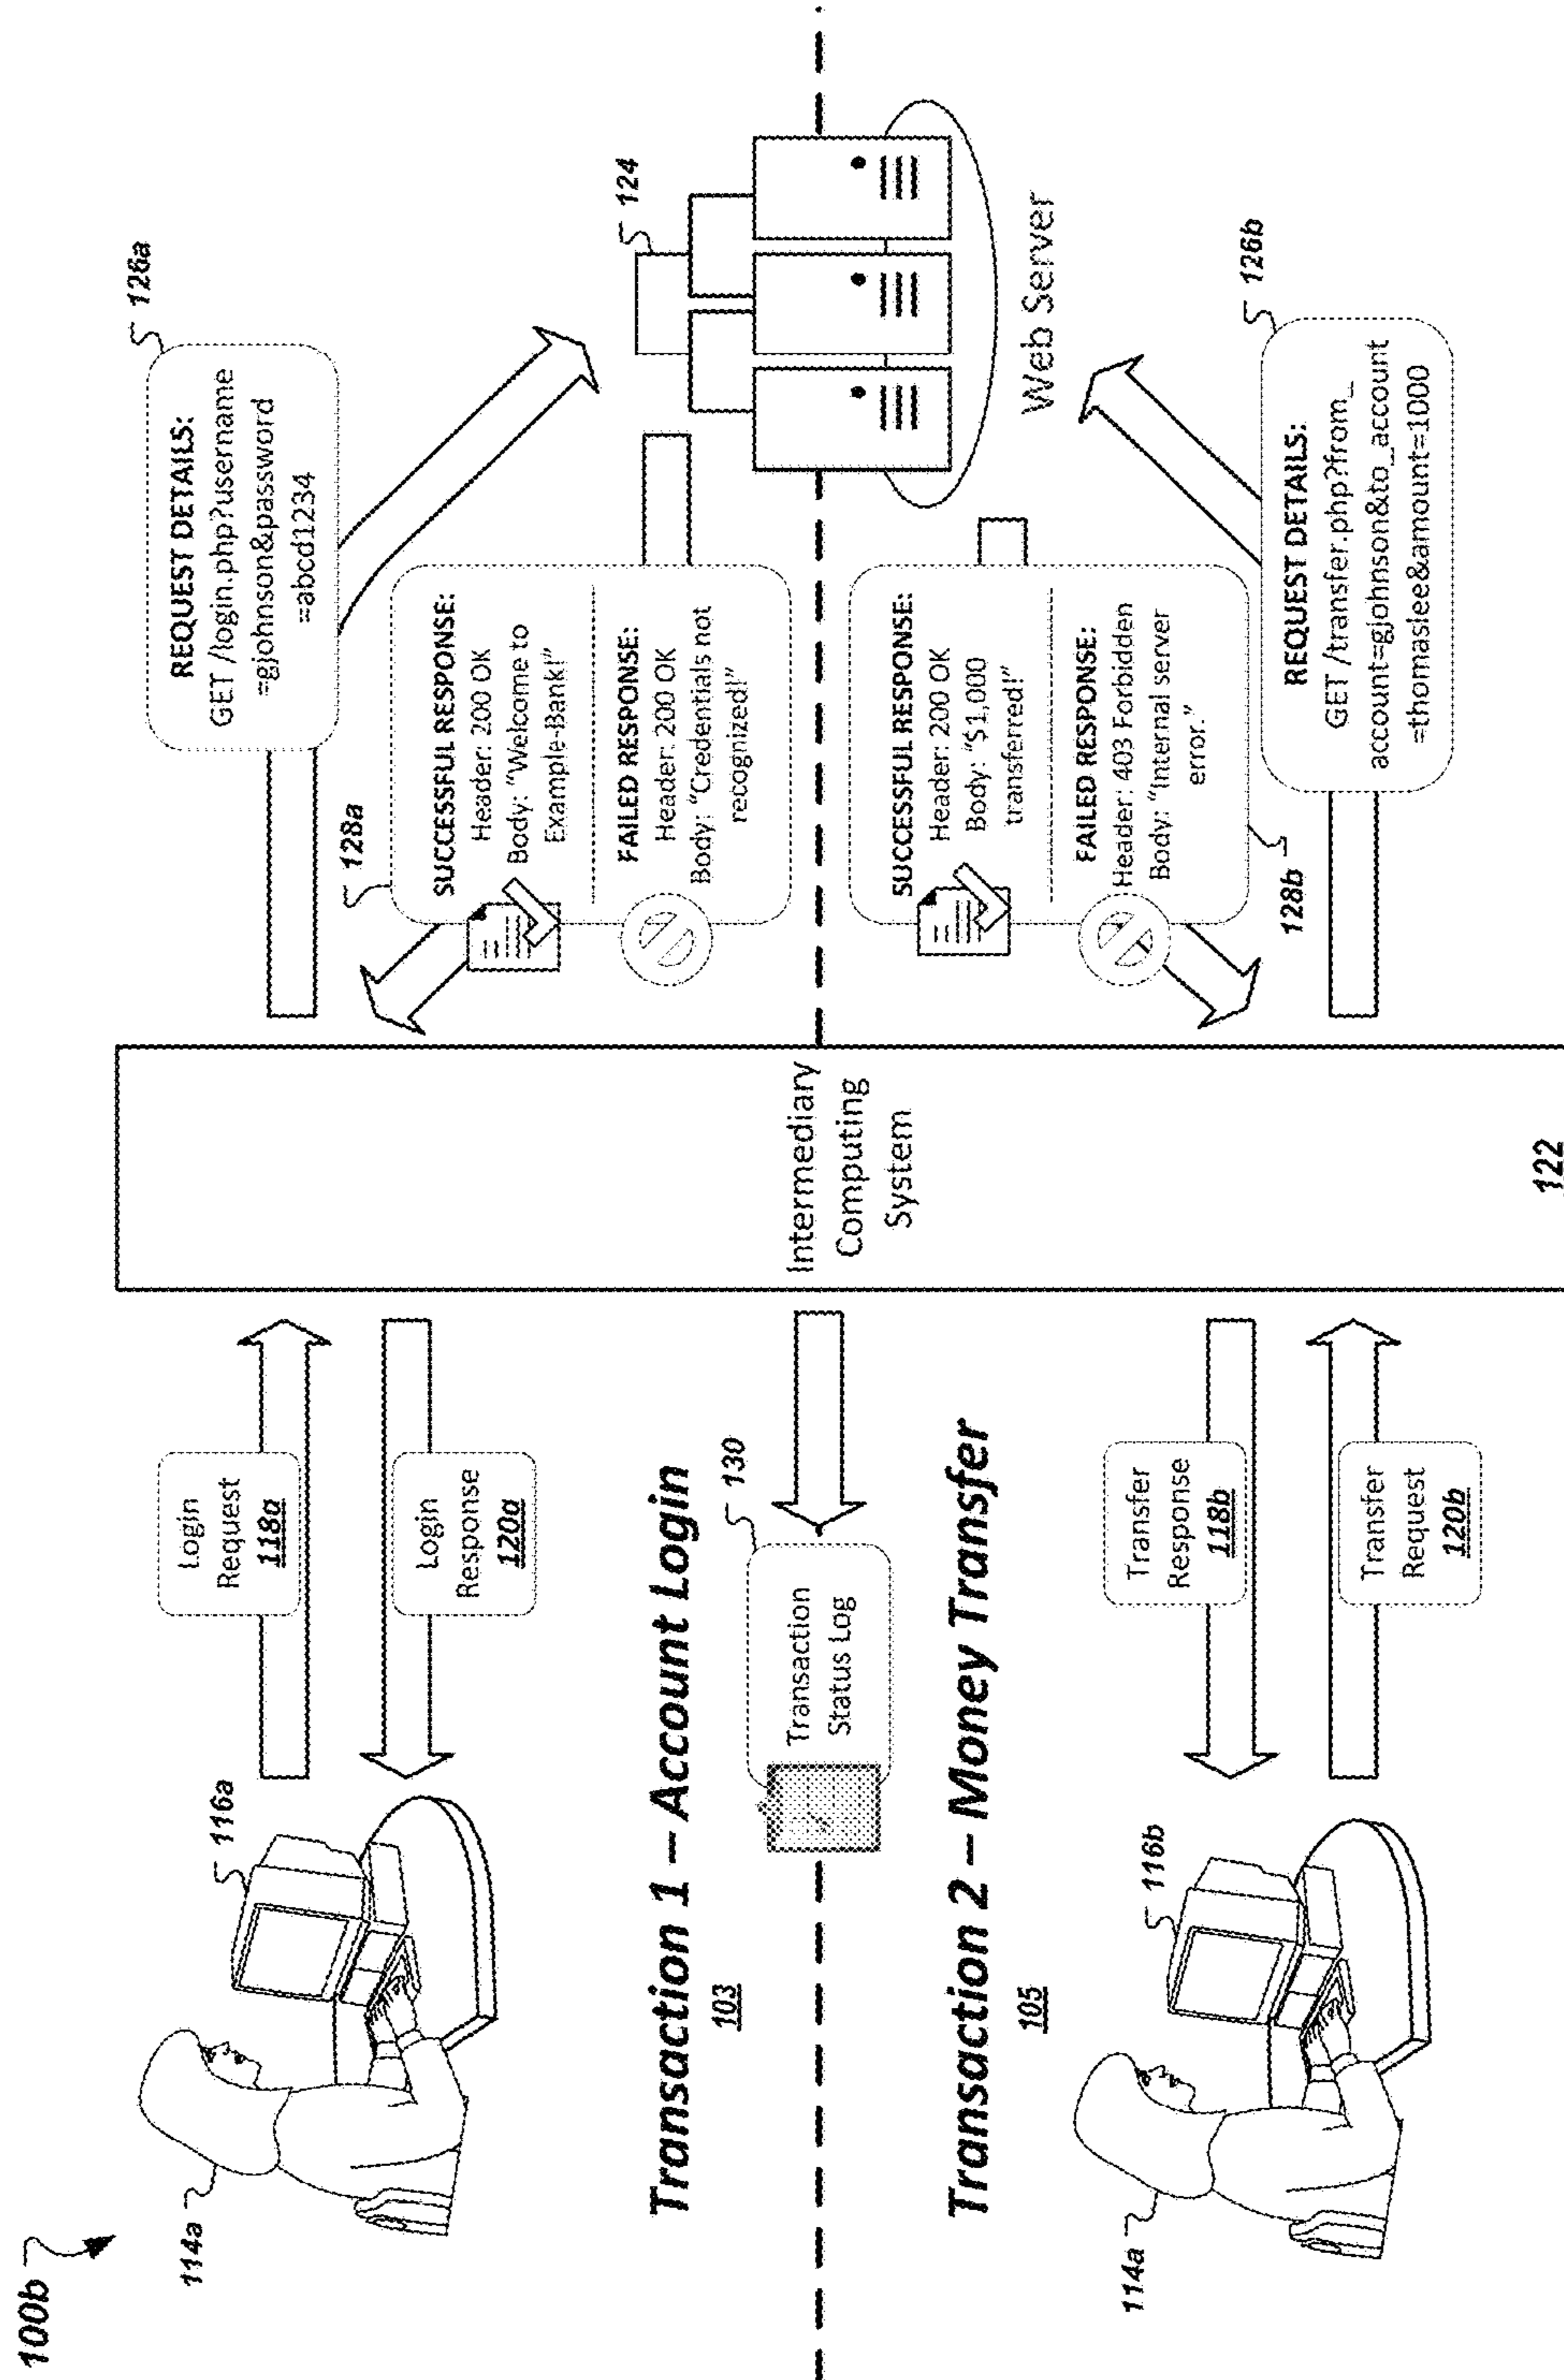 100b
114a
116a
Login
Request
118a
Login
Response
120a
126a
REQUEST DETAILS:
GET /login.php?username
=gjohnson&password
=abcd1234
128a
SUCCESSFUL RESPONSE:
Header: 200 OK
Body: “Welcome to
Example-Bank!”
FAILED RESPONSE:
Header: 200 OK
Body: “Credentials not
recognized!”
124
Web Server
Transaction 1 – Account Login
103
130
Transaction
Status Log
Intermediary
Computing
System
122
Transaction 2 – Money Transfer
105
114a
116b
Transfer
Response
118b
Transfer
Request
120b
SUCCESSFUL RESPONSE:
Header: 200 OK
Body: “$1,000
transferred!”
FAILED RESPONSE:
Header: 403 Forbidden
Body: “Internal server
error.”
128b
126b
REQUEST DETAILS:
GET /transfer.php?from_
account=gjohnson&to_account
=thomaslee&amount=1000